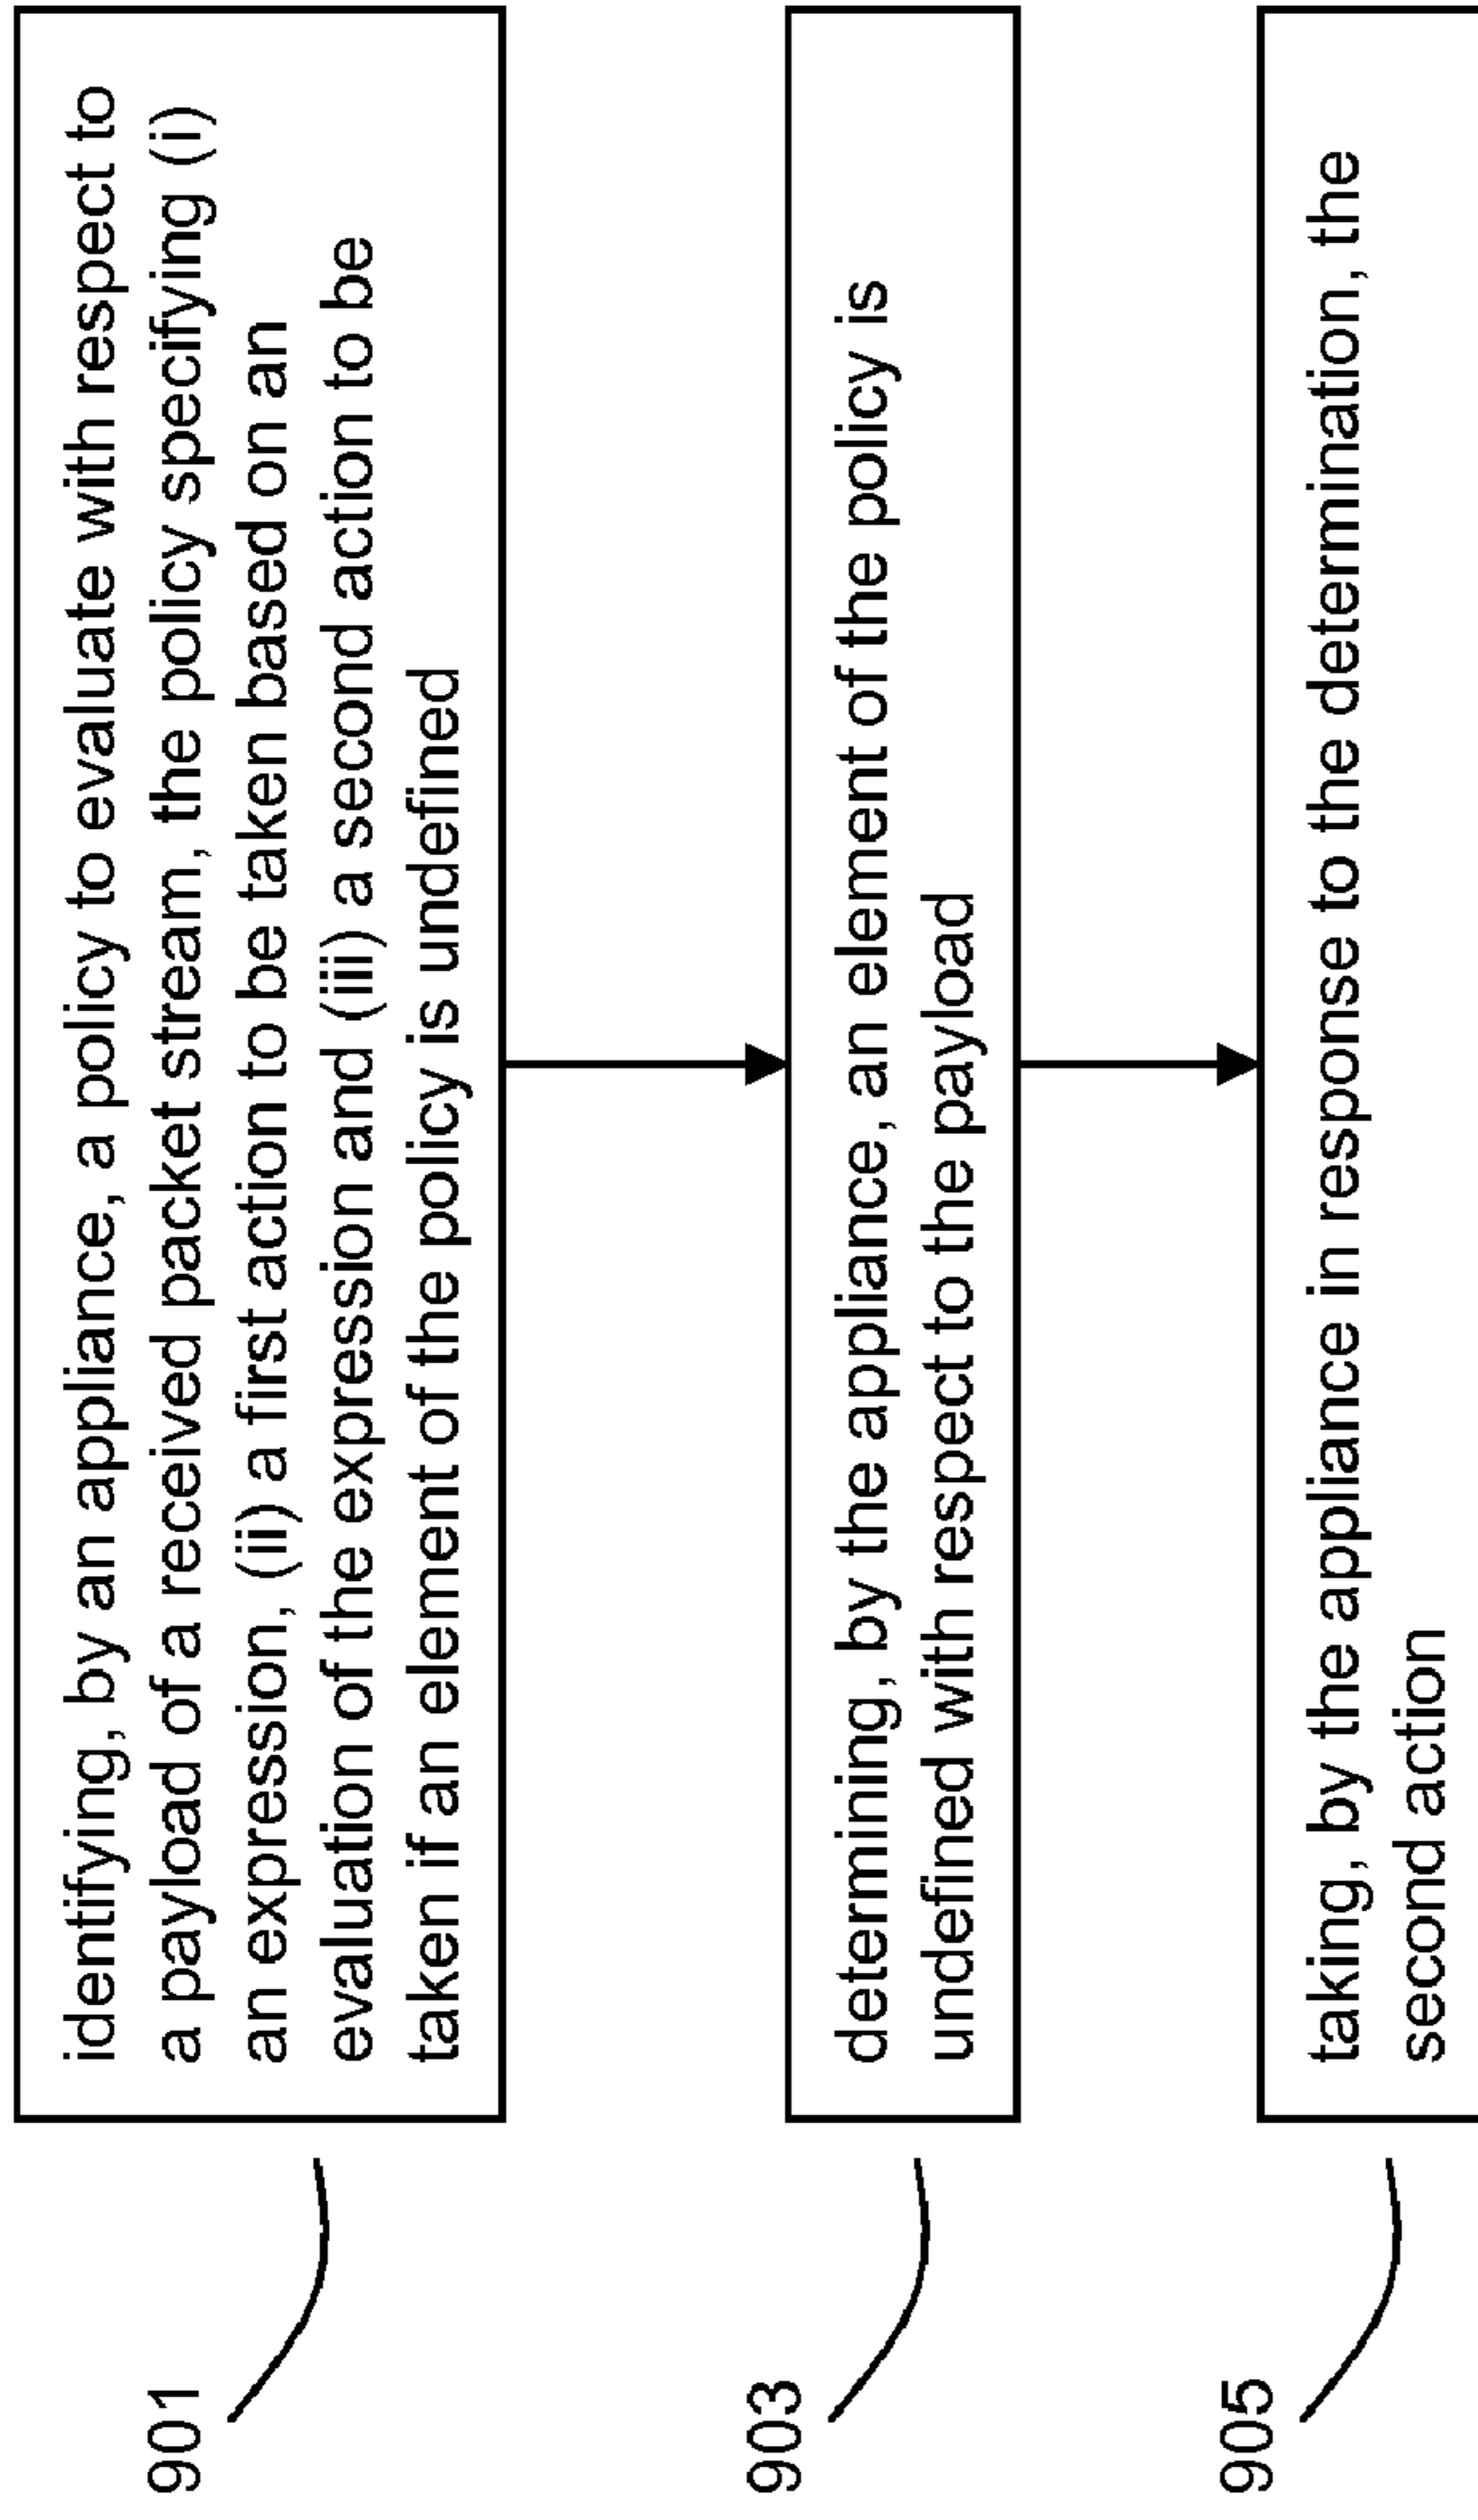 identifying, by an appliance, a policy to evaluate with respect to
a payload of a received packet stream, the policy specifying (i)
an expression, (ii) a first action to be taken based on an
evaluation of the expression and (iii) a second action to be
taken if an element of the policy is undefined
901
determining, by the appliance, an element of the policy is
undefined with respect to the payload
903
taking, by the appliance in response to the determination, the
second action
905